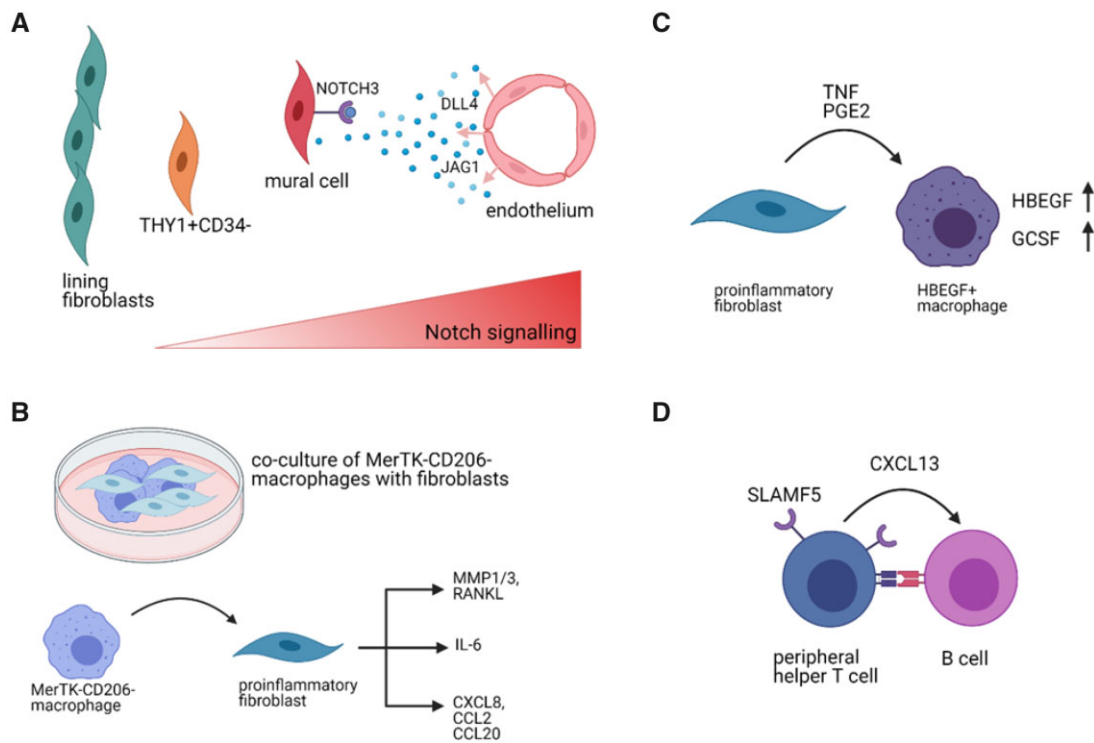 A
NOTCH3
DLL4
JAG1
mural cell
endothelium
THY1+CD34-
lining
fibroblasts
Notch signalling
B
co-culture of MerTK-CD206-
macrophages with fibroblasts
MerTK-CD206-
macrophage
proinflammatory
fibroblast
MMP1/3,
RANKL
IL-6
CXCL8,
CCL2
CCL20
C
TNF
PGE2
HBEGF
GCSF
proinflammatory
fibroblast
HBEGF+
macrophage
D
CXCL13
SLAMF5
peripheral
helper T cell
B cell